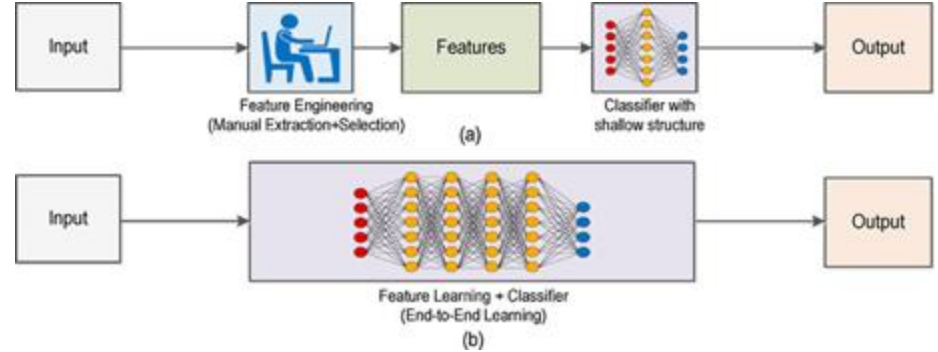 Input
Features
Output
Feature Engineering
(Manual Extraction+Selection)
Classifier with
shallow structure
(a)
Input
Output
Feature Learning + Classifier
(End-to-End Learning)
(b)